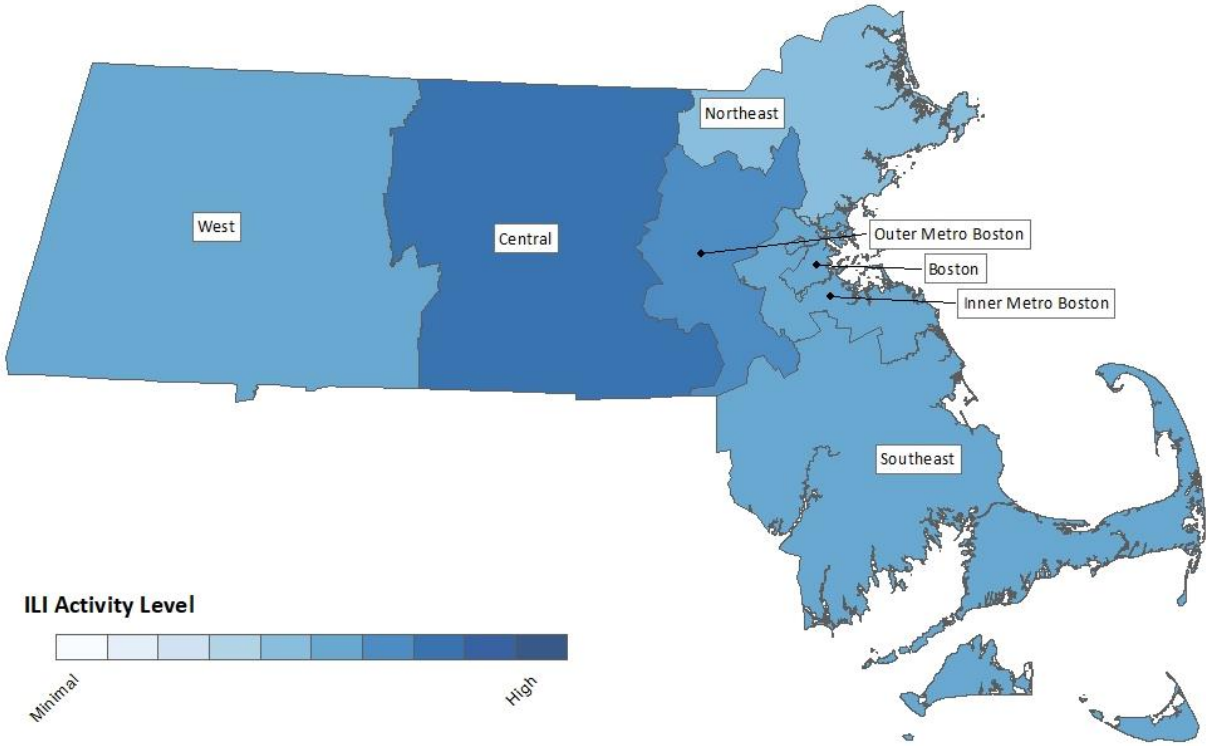 Northeast
West
Central
Outer Metro Boston
Boston
Inner Metro Boston
Southeast
ILI Activity Level
Minimal
High